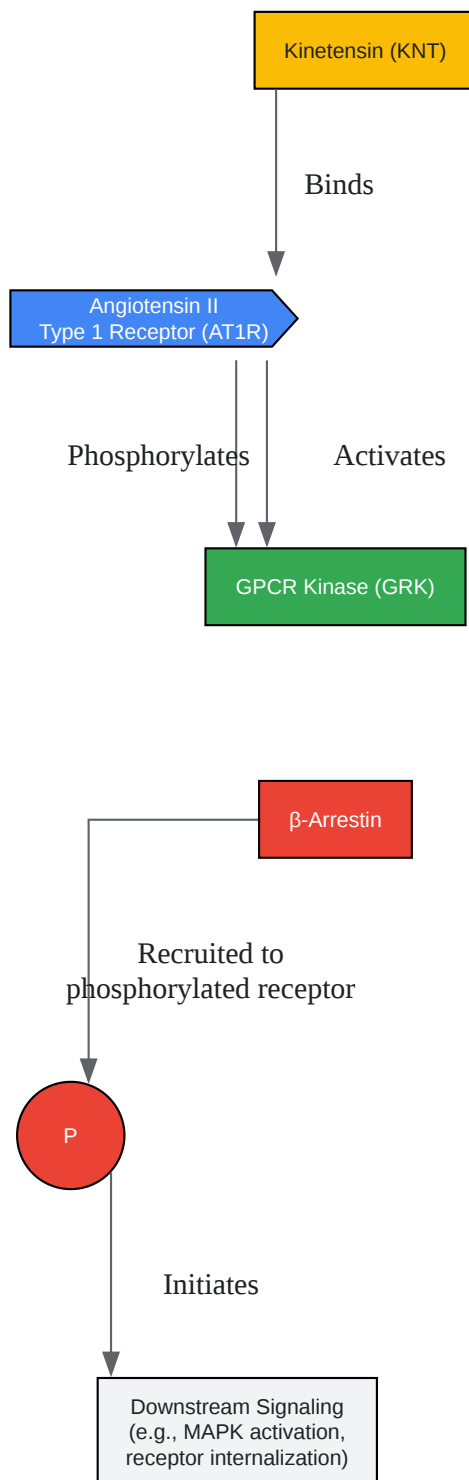 Kinetensin (KNT)
Binds
Angiotensin II
Type 1 Receptor (AT1R)
Phosphorylates
Activates
GPCR Kinase (GRK)
β-Arrestin
Recruited to
phosphorylated receptor
P
Initiates
Downstream Signaling
(e.g., MAPK activation,
receptor internalization)